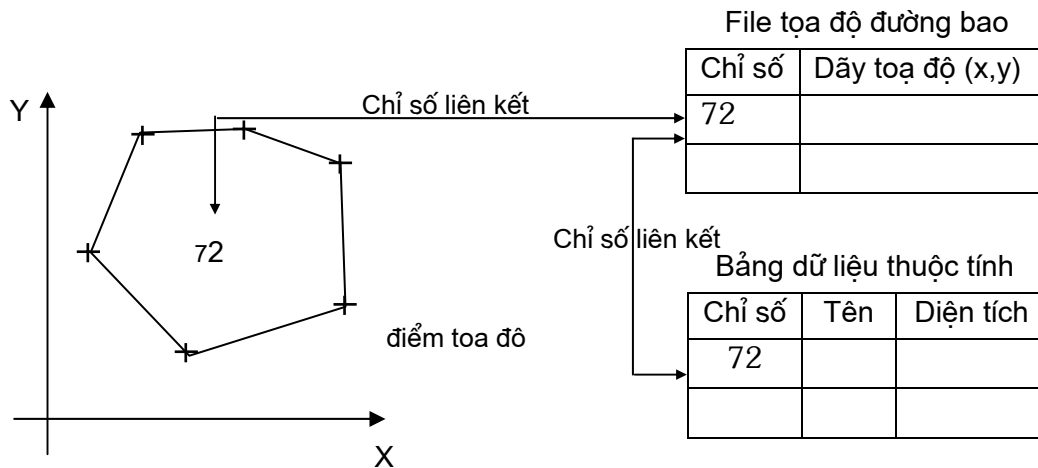 File tọa độ đường bao
Chỉ số Dãy toạ độ (x,y)
72
Y
Chỉ số liên kết
72
Chỉ số liên kết
điểm toa đô
X
Bảng dữ liệu thuộc tính
Chỉ số Tên Diện tích
72